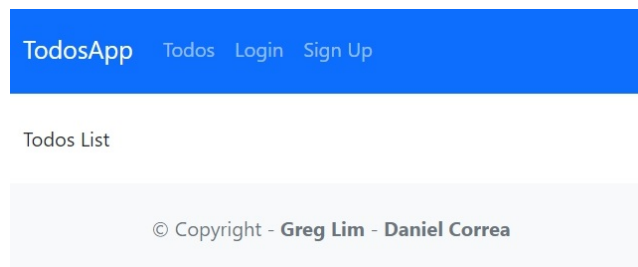 TodosApp Todos Login Sign Up
Todos List
© Copyright - Greg Lim - Daniel Correa